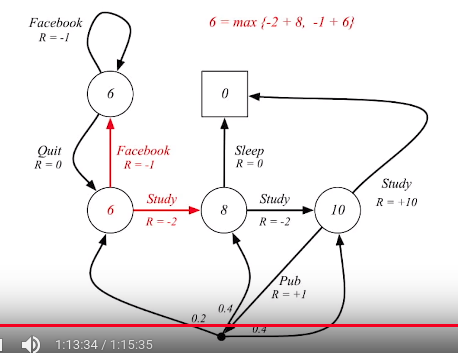 Facebook
R = -1
6 = max {-2 + 8, -1 + 6}
6
0
Quit
R = 0
Facebook
R = -1
Sleep
R = 0
Study
R = -2
Study
R = -2
Study
R = +10
6
8
10
Pub
R = +1
0.4
0.2
0.4
1:13:34 / 1:15:35